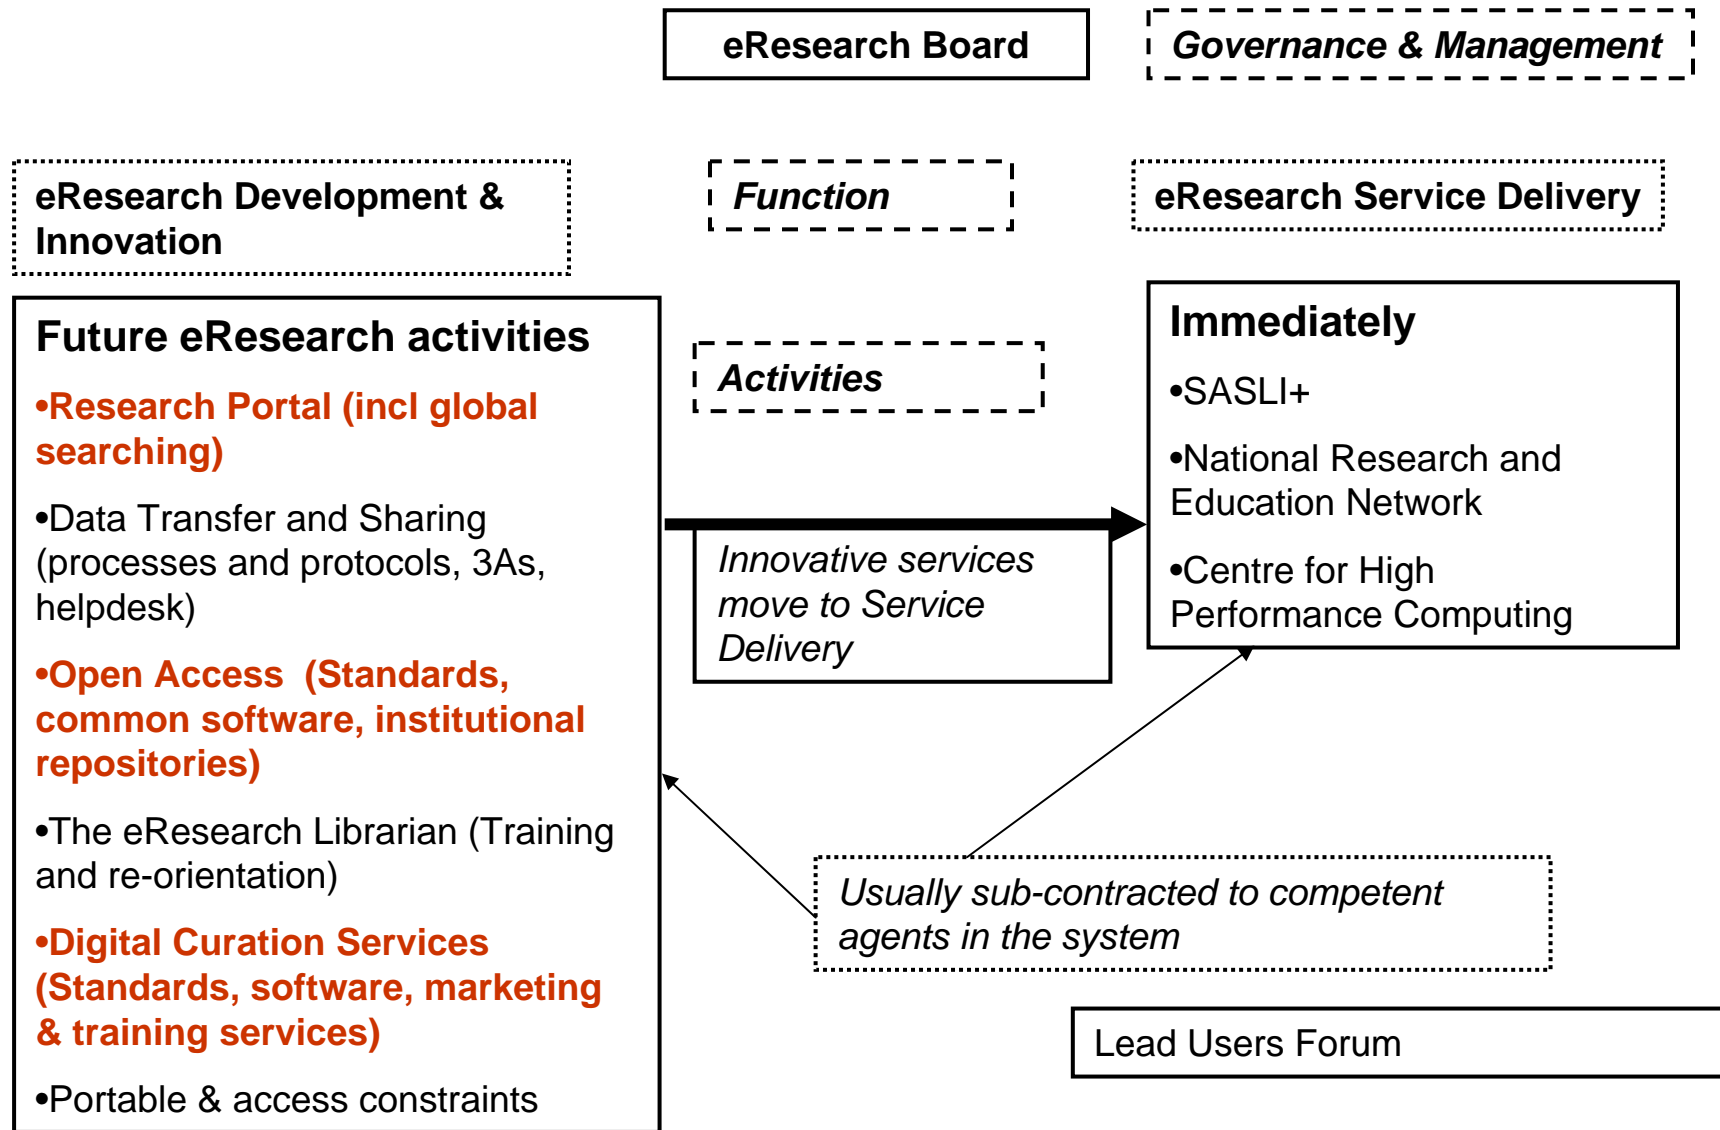 eResearch Board
Governance & Management
eResearch Development &
Innovation
Function
eResearch Service Delivery
Future eResearch activities
•Research Portal (incl global
searching)
•Data Transfer and Sharing
(processes and protocols, 3As,
helpdesk)
•Open Access  (Standards,
common software, institutional
repositories)
•The eResearch Librarian (Training
and re-orientation)
•Digital Curation Services
(Standards, software, marketing
& training services)
•Portable & access constraints
Activities
Innovative services
move to Service
Delivery
Immediately
•SASLI+
•National Research and
Education Network
•Centre for High
Performance Computing
Usually sub-contracted to competent
agents in the system
Lead Users Forum